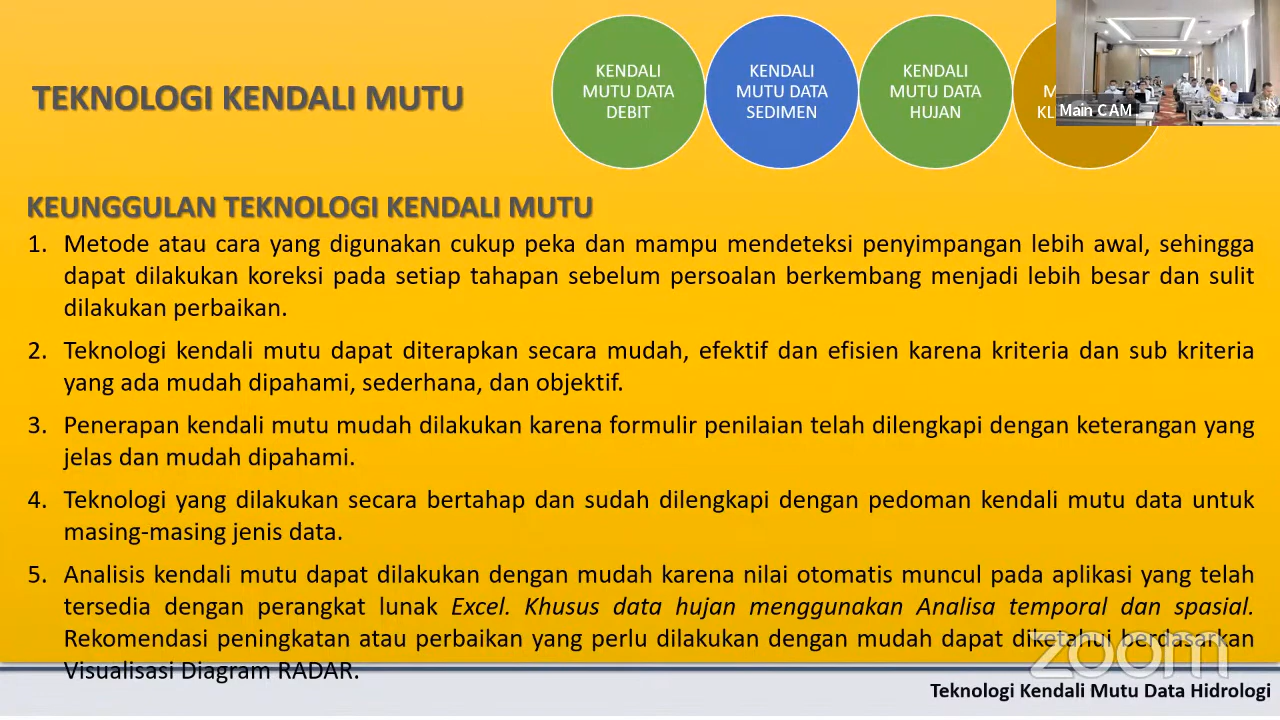 TEKNOLOGI KENDALI MUTU
KENDALI
MUTU DATA
DEBIT
KENDALI
MUTU DATA
SEDIMEN
KENDALI
MUTU DATA
HUJAN
Main CAM
KEUNGGULAN TEKNOLOGI KENDALI MUTU
1. Metode atau cara yang digunakan cukup peka dan mampu mendeteksi penyimpangan lebih awal, sehingga
dapat dilakukan koreksi pada setiap tahapan sebelum persoalan berkembang menjadi lebih besar dan sulit
dilakukan perbaikan.
2. Teknologi kendali mutu dapat diterapkan secara mudah, efektif dan efisien karena kriteria dan sub kriteria
yang ada mudah dipahami, sederhana, dan objektif.
3. Penerapan kendali mutu mudah dilakukan karena formulir penilaian telah dilengkapi dengan keterangan yang
jelas dan mudah dipahami.
4. Teknologi yang dilakukan secara bertahap dan sudah dilengkapi dengan pedoman kendali mutu data untuk
masing-masing jenis data.
5. Analisis kendali mutu dapat dilakukan dengan mudah karena nilai otomatis muncul pada aplikasi yang telah
tersedia dengan perangkat lunak Excel. Khusus data hujan menggunakan Analisa temporal dan spasial.
Rekomendasi peningkatan atau perbaikan yang perlu dilakukan dengan mudah dapat diketahui berdasarkan
Visualisasi Diagram RADAR.
zoom
Teknologi Kendali Mutu Data Hidrologi